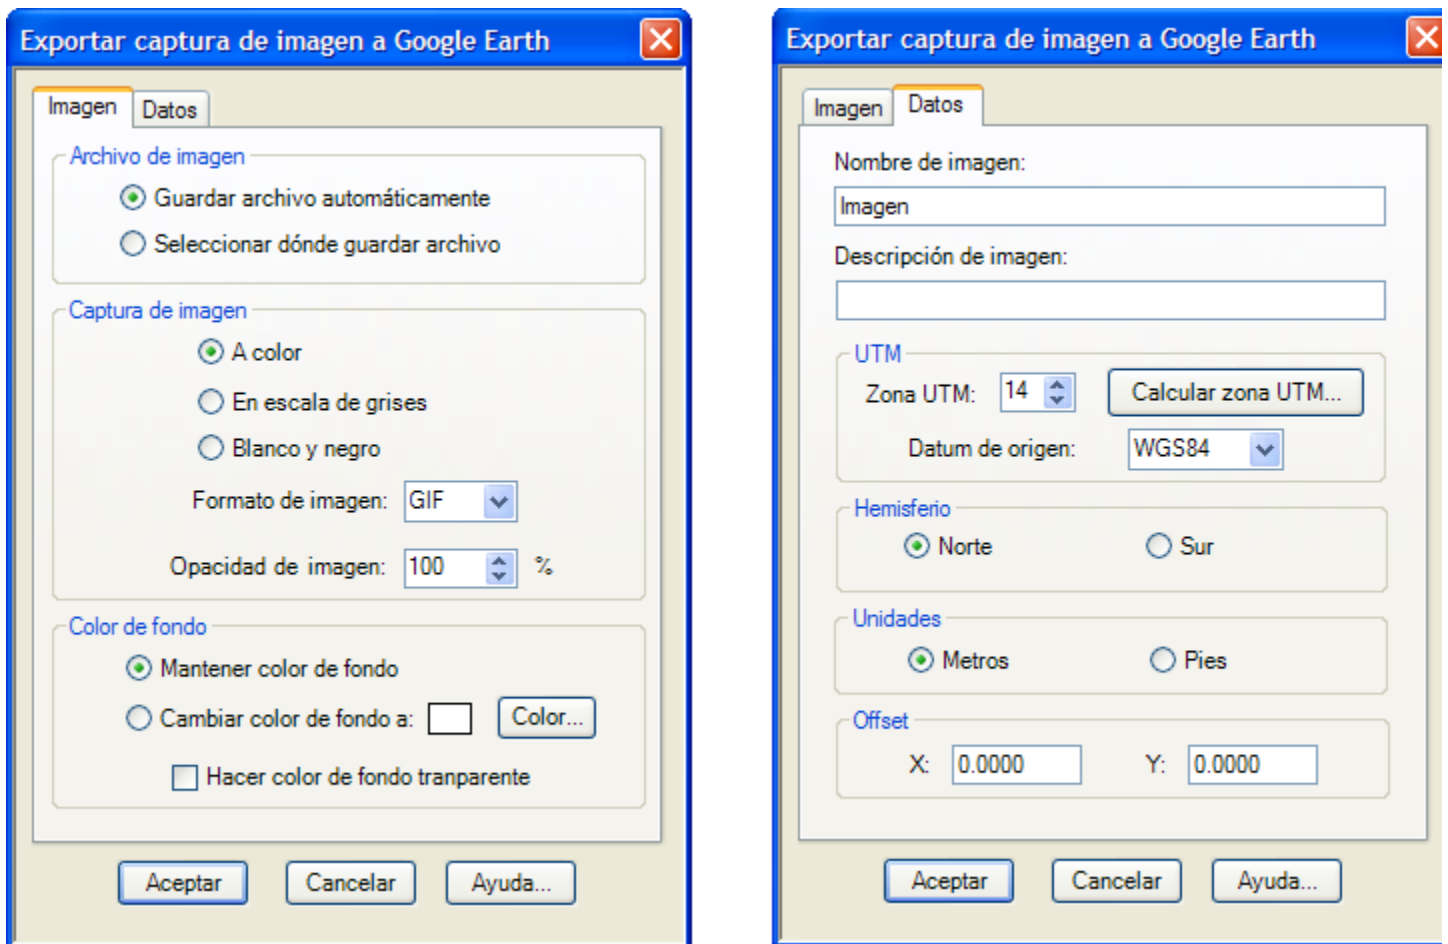 Exportar captura de imagen a Google Earth
Imagen Datos
Archivo de imagen
Guardar archivo automáticamente
Seleccionar dónde guardar archivo
Captura de imagen
A color
En escala de grises
Blanco y negro
Formato de imagen: GIF
Opacidad de imagen: 100 %
Color de fondo
Mantener color de fondo
Cambiar color de fondo a: Color...
Hacer color de fondo tranparente
Aceptar Cancelar Ayuda...
Exportar captura de imagen a Google Earth
Imagen Datos
Nombre de imagen:
Imagen
Descripción de imagen:
UTM
Zona UTM: 14 Calcular zona UTM...
Datum de origen: WGS84
Hemisferio
Norte Sur
Unidades
Metros Pies
Offset
X: 0.0000 Y: 0.0000
Aceptar Cancelar Ayuda...